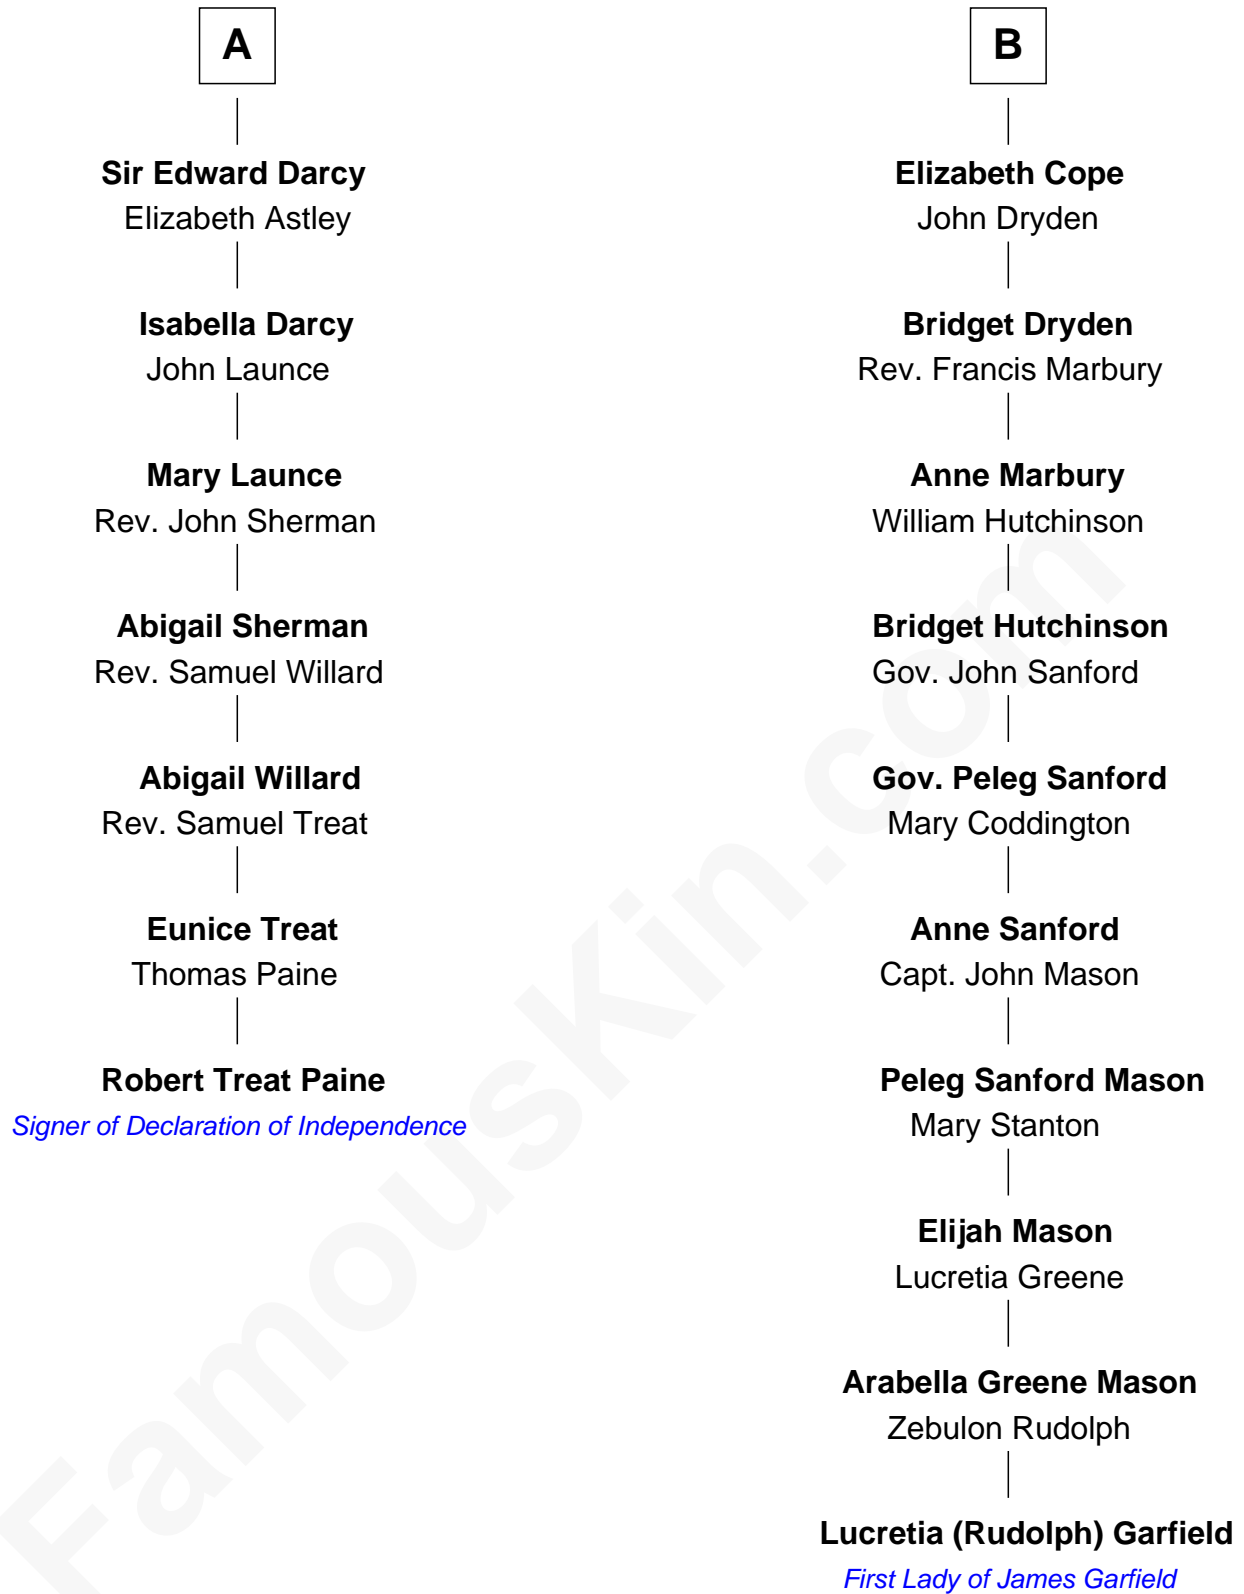 A
Sir Edward Darcy
Elizabeth Astley
Isabella Darcy
John Launce
Mary Launce
Rev. John Sherman
Abigail Sherman
Rev. Samuel Willard
Abigail Willard
Rev. Samuel Treat
Eunice Treat
Thomas Paine
Robert Treat Paine
Signer of Declaration of Independence
B
Elizabeth Cope
John Dryden
Bridget Dryden
Rev. Francis Marbury
Anne Marbury
William Hutchinson
Bridget Hutchinson
Gov. John Sanford
Gov. Peleg Sanford
Mary Coddington
Anne Sanford
Capt. John Mason
Peleg Sanford Mason
Mary Stanton
Elijah Mason
Lucretia Greene
Arabella Greene Mason
Zebulon Rudolph
Lucretia (Rudolph) Garfield
First Lady of James Garfield
FamousKin.com